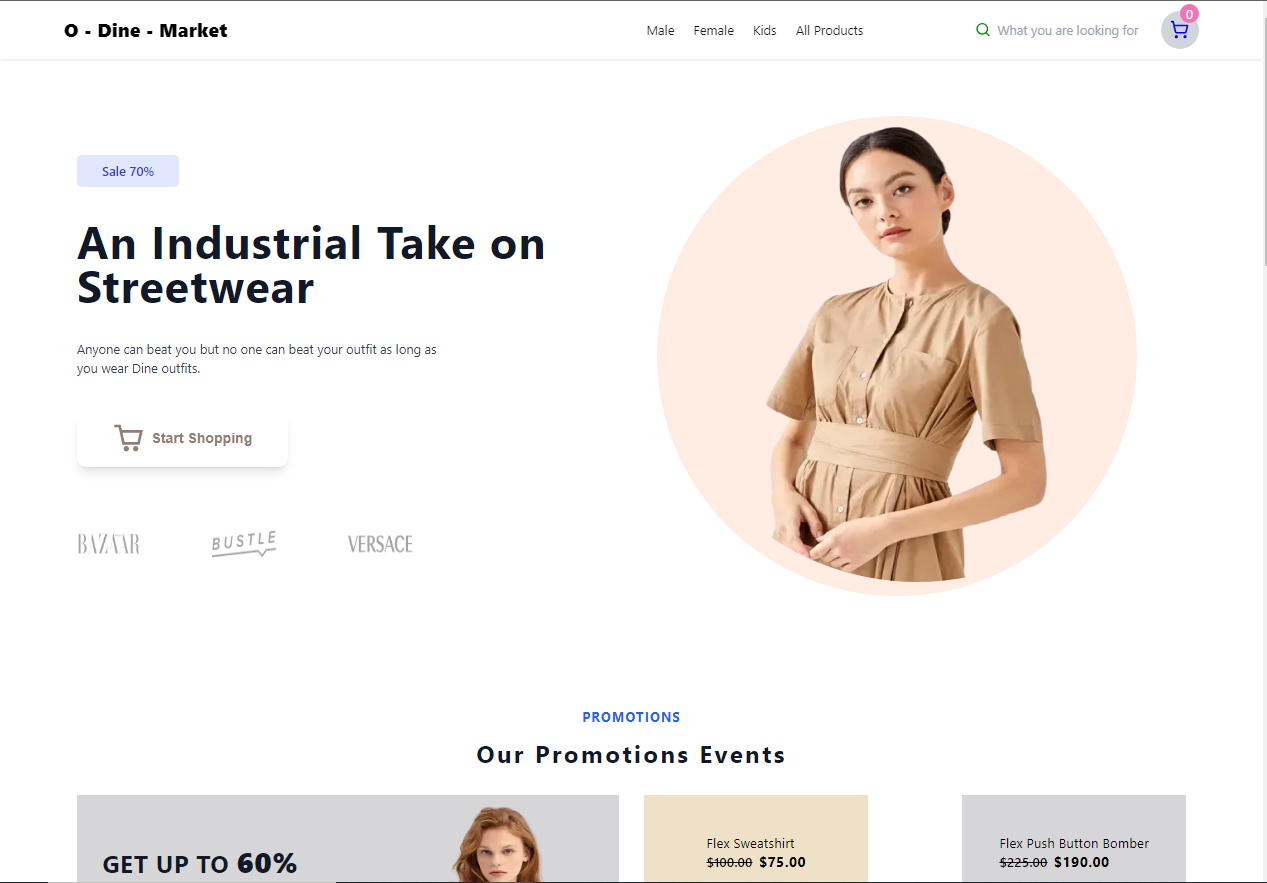 O - Dine - Market
Male Female Kids All Products
What you are looking for
0
Sale 70%
An Industrial Take on
Streetwear
Anyone can beat you but no one can beat your outfit as long as
you wear Dine outfits.
Start Shopping
BAZAAR
BUSTLE
VERSACE
PROMOTIONS
Our Promotions Events
GET UP TO 60%
Flex Sweatshirt
$100.00 $75.00
Flex Push Button Bomber
$225.00 $190.00